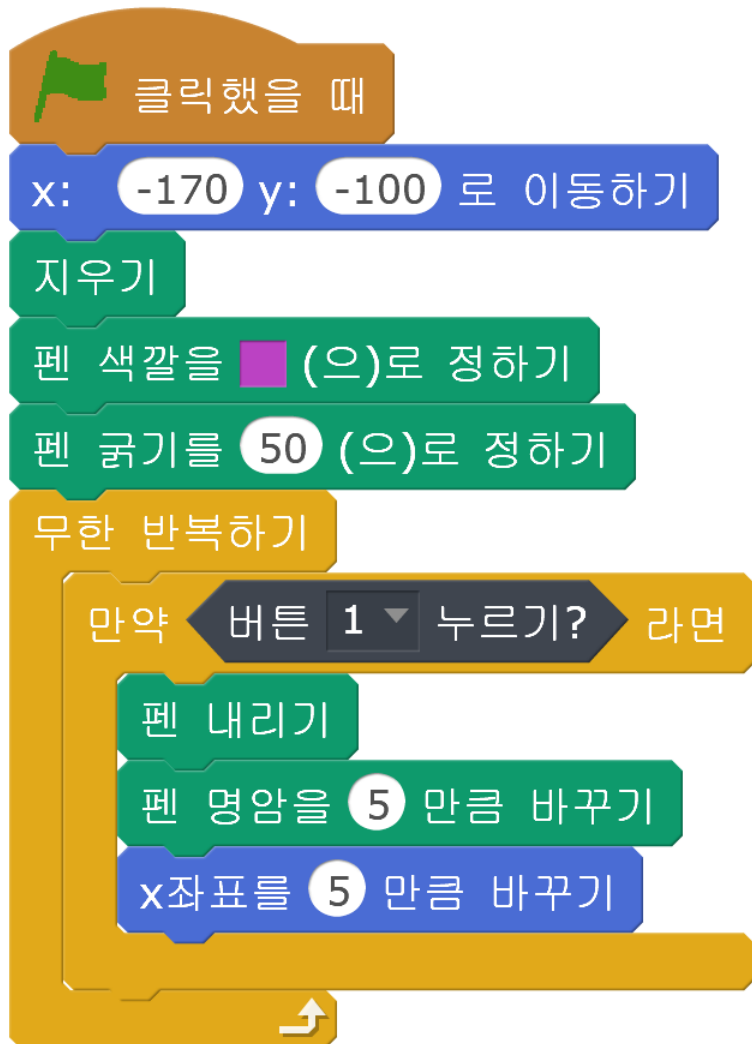 클릭했을 때
x: -170 y: -100 로 이동하기
지우기
펜 색깔을 (으)로 정하기
펜 굵기를 50 (으)로 정하기
무한 반복하기
만약 버튼 1 누르기? 라면
펜 내리기
펜 명암을 5 만큼 바꾸기
x좌표를 5 만큼 바꾸기